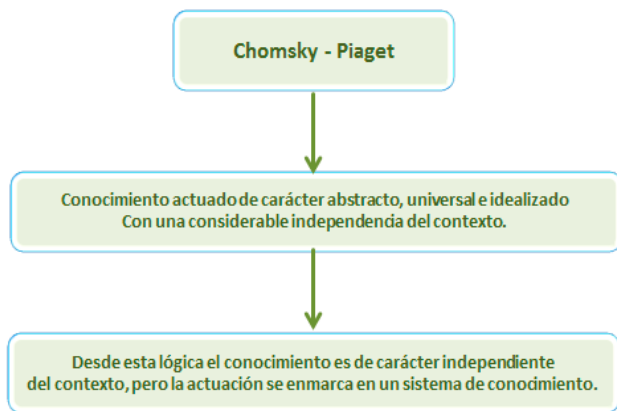 Chomsky - Piaget
Conocimiento actuado de carácter abstracto, universal e idealizado
Con una considerable independencia del contexto.
Desde esta lógica el conocimiento es de carácter independiente
del contexto, pero la actuación se enmarca en un sistema de conocimiento.